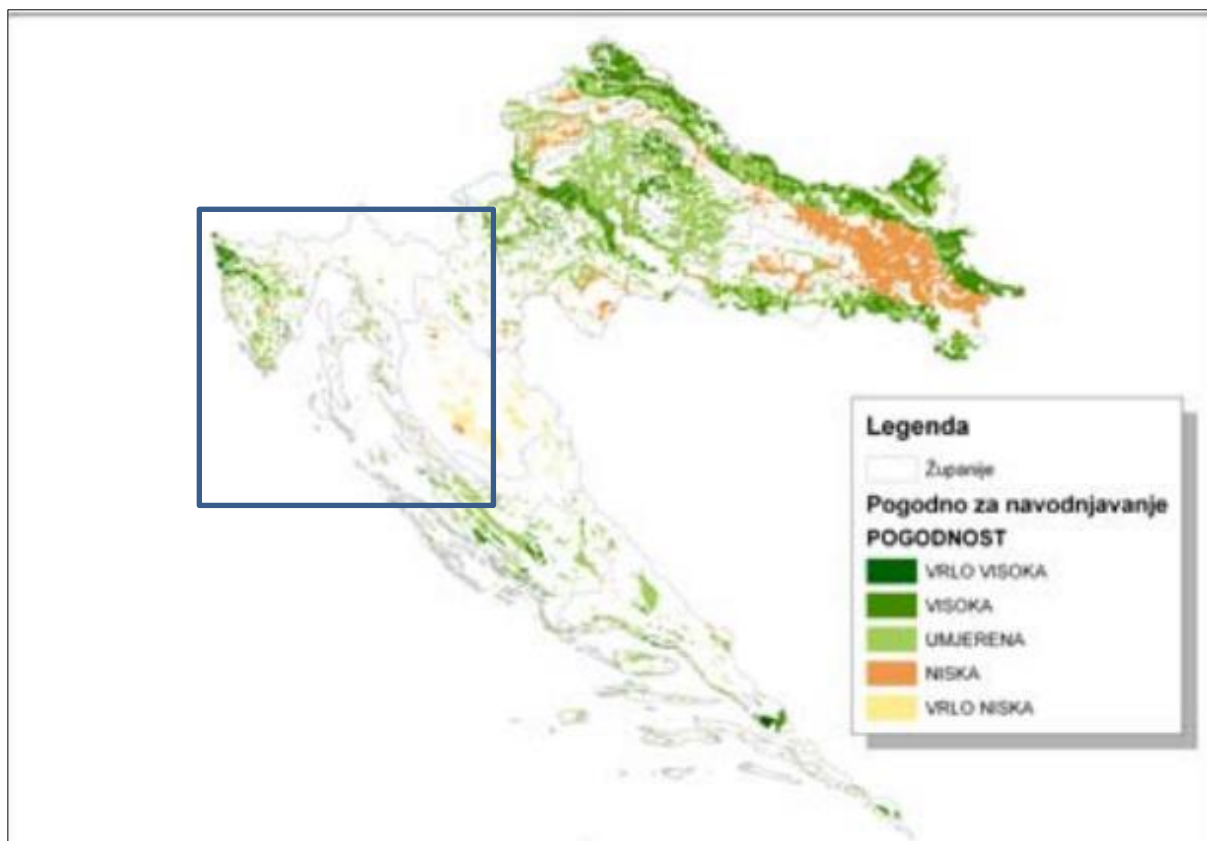 Legenda
Županije
Pogodno za navodnjavanje
POGODNOST
VRLO VISOKA
VISOKA
UMJERENA
NISKA
VRLO NISKA